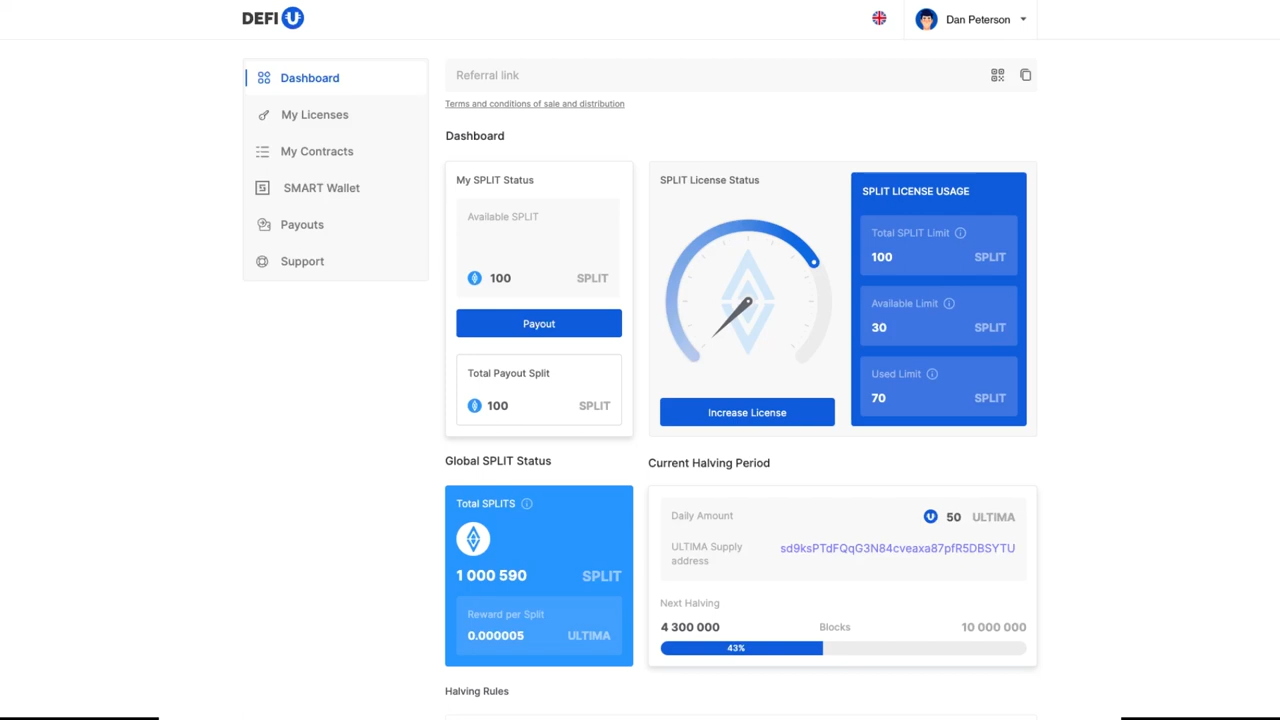 DEFI U
Dan Peterson
Dashboard
My Licenses
My Contracts
SMART Wallet
Payouts
Support
Referral link
Terms and conditions of sale and distribution
Dashboard
My SPLIT Status
Available SPLIT
100 SPLIT
Payout
Total Payout Split
100 SPLIT
SPLIT License Status
Increase License
SPLIT LICENSE USAGE
Total SPLIT Limit
100 SPLIT
Available Limit
30 SPLIT
Used Limit
70 SPLIT
Global SPLIT Status
Total SPLITS
1 000 590 SPLIT
Reward per Split
0.000005 ULTIMA
Current Halving Period
Daily Amount 50 ULTIMA
ULTIMA Supply address sd9ksPTdFQqG3N84cveaxa87pfR5DBSYTU
Next Halving
4 300 000 Blocks 10 000 000
43%
Halving Rules